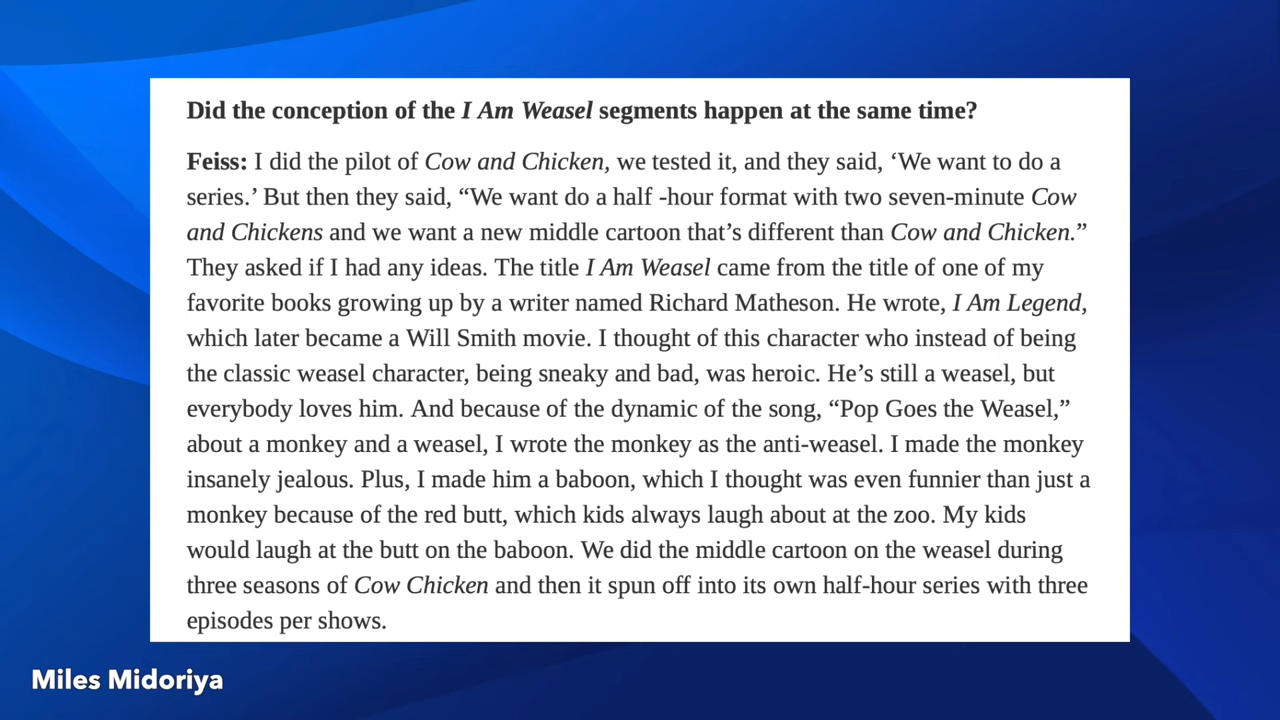 Did the conception of the I Am Weasel segments happen at the same time?
Feiss: I did the pilot of Cow and Chicken, we tested it, and they said, ‘We want to do a
series.’ But then they said, “We want do a half -hour format with two seven-minute Cow
and Chickens and we want a new middle cartoon that’s different than Cow and Chicken.”
They asked if I had any ideas. The title I Am Weasel came from the title of one of my
favorite books growing up by a writer named Richard Matheson. He wrote, I Am Legend,
which later became a Will Smith movie. I thought of this character who instead of being
the classic weasel character, being sneaky and bad, was heroic. He’s still a weasel, but
everybody loves him. And because of the dynamic of the song, “Pop Goes the Weasel,”
about a monkey and a weasel, I wrote the monkey as the anti-weasel. I made the monkey
insanely jealous. Plus, I made him a baboon, which I thought was even funnier than just a
monkey because of the red butt, which kids always laugh about at the zoo. My kids
would laugh at the butt on the baboon. We did the middle cartoon on the weasel during
three seasons of Cow Chicken and then it spun off into its own half-hour series with three
episodes per shows.
Miles Midoriya